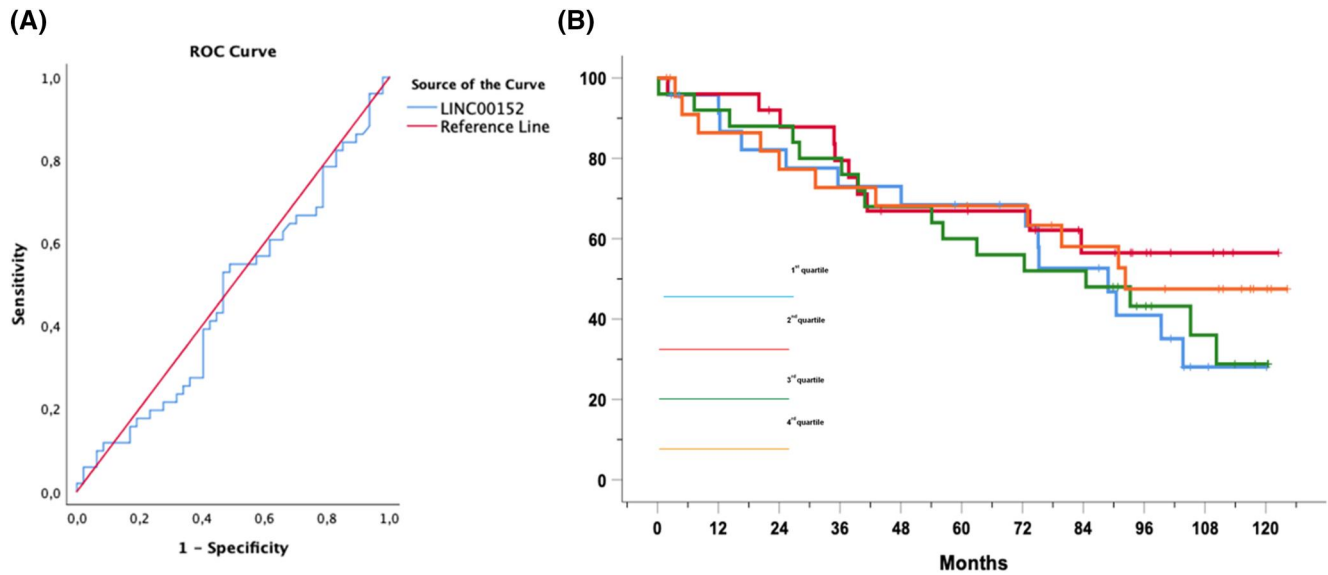 (A)
ROC Curve
1,0
0,8
0,6
0,4
0,2
0,0
Sensitivity
0,0 0,2 0,4 0,6 0,8 1,0
1 – Specificity
Source of the Curve
LINC00152
Reference Line
(B)
100
80
60
40
20
0
1st quartile
2nd quartile
3rd quartile
4th quartile
0 12 24 36 48 60 72 84 96 108 120
Months